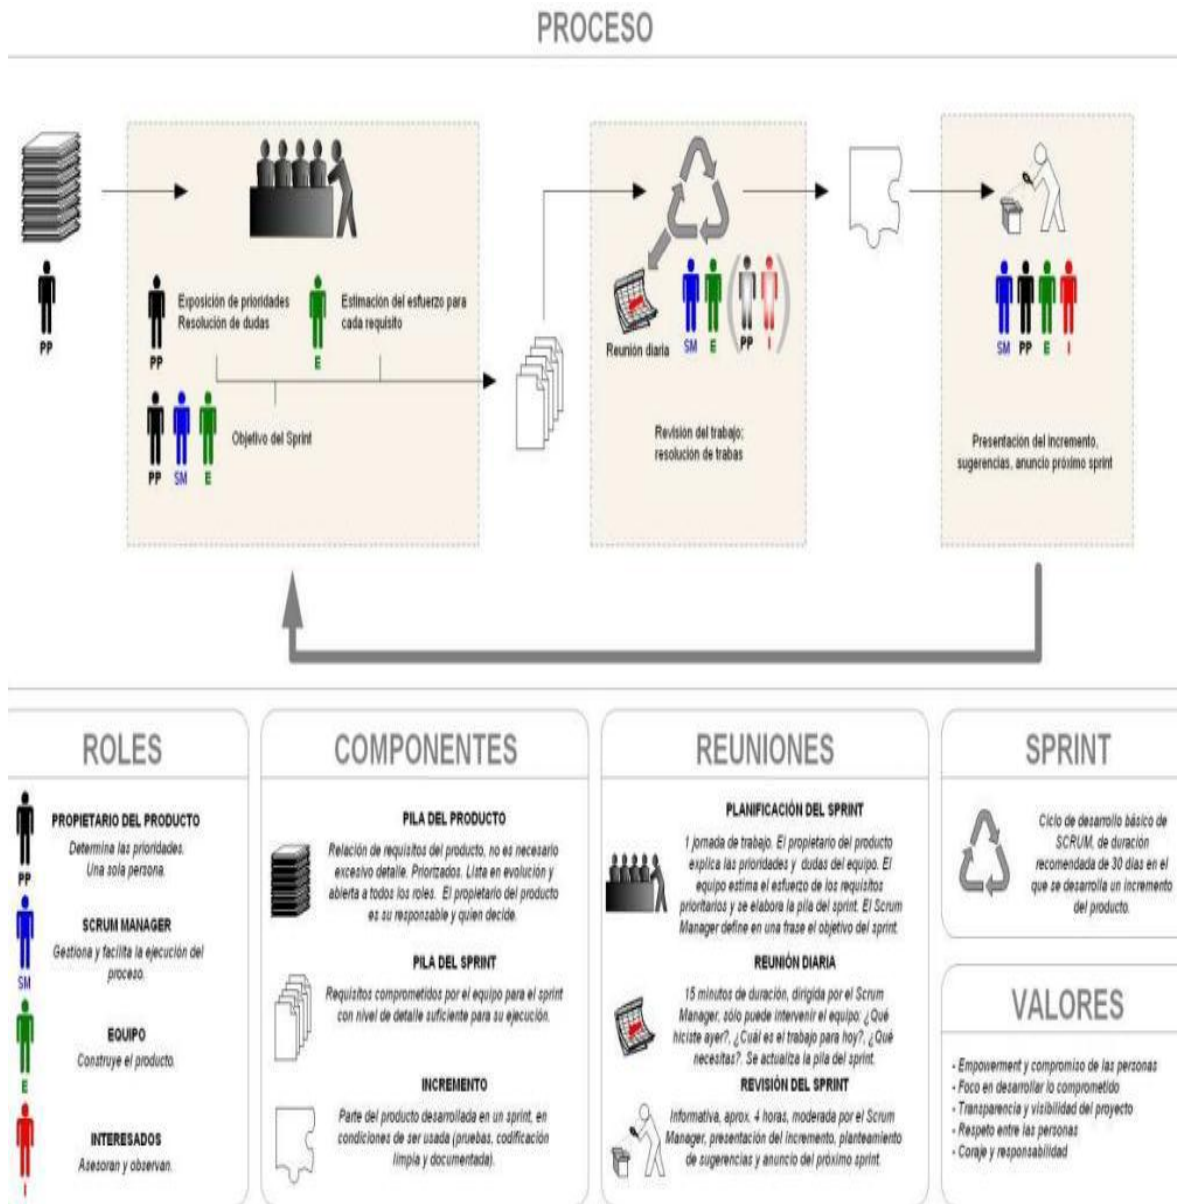 PROCESO
PP
PP
Exposición de prioridades
Resolución de dudas
E
Estimación del esfuerzo para
cada requisito
PP
SM
E
Objetivo del Sprint
Reunión diaria
SM
E
(PP
I)
Revisión del trabajo;
resolución de trabas
SM
PP
E
I
Presentación del incremento,
sugerencias, anuncio próximo sprint
ROLES
PP
PROPIETARIO DEL PRODUCTO
Determina las prioridades.
Una sola persona.
SM
SCRUM MANAGER
Gestiona y facilita la ejecución del
proceso.
E
EQUIPO
Construye el producto.
I
INTERESADOS
Asesoran y observan.
COMPONENTES
PILA DEL PRODUCTO
Relación de requisitos del producto, no es necesario
excesivo detalle. Priorizados. Lista en evolución y
abierta a todos los roles. El propietario del producto
es su responsable y quien decide.
PILA DEL SPRINT
Requisitos comprometidos por el equipo para el sprint
con nivel de detalle suficiente para su ejecución.
INCREMENTO
Parte del producto desarrollada en un sprint, en
condiciones de ser usada (pruebas, codificación
limpia y documentada).
REUNIONES
PLANIFICACIÓN DEL SPRINT
1 jornada de trabajo. El propietario del producto
explica las prioridades y dudas del equipo. El
equipo estima el esfuerzo de los requisitos
prioritarios y se elabora la pila del sprint. El Scrum
Manager define en una frase el objetivo del sprint.
REUNIÓN DIARIA
15 minutos de duración, dirigida por el Scrum
Manager, sólo puede intervenir el equipo: ¿Qué
hiciste ayer?, ¿Cuál es el trabajo para hoy?, ¿Qué
necesitas?. Se actualiza la pila del sprint.
REVISIÓN DEL SPRINT
Informativa, aprox. 4 horas, moderada por el Scrum
Manager, presentación del incremento, planteamiento
de sugerencias y anuncio del próximo sprint.
SPRINT
Ciclo de desarrollo básico de
SCRUM, de duración
recomendada de 30 días en el
que se desarrolla un incremento
del producto.
VALORES
- Empowerment y compromiso de las personas
- Foco en desarrollar lo comprometido
- Transparencia y visibilidad del proyecto
- Respeto entre las personas
- Coraje y responsabilidad